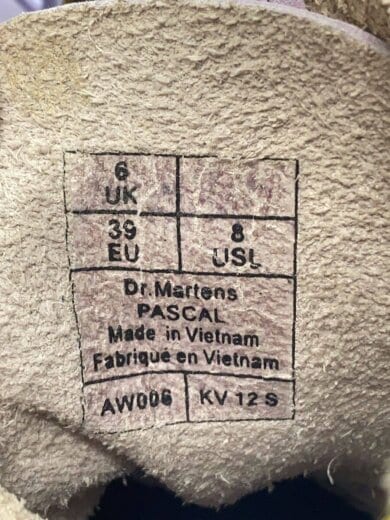 6
UK
39
EU
8
USL
Dr.Martens
PASCAL
Made in Vietnam
Fabriqué en Vietnam
AW006
KV 12 S